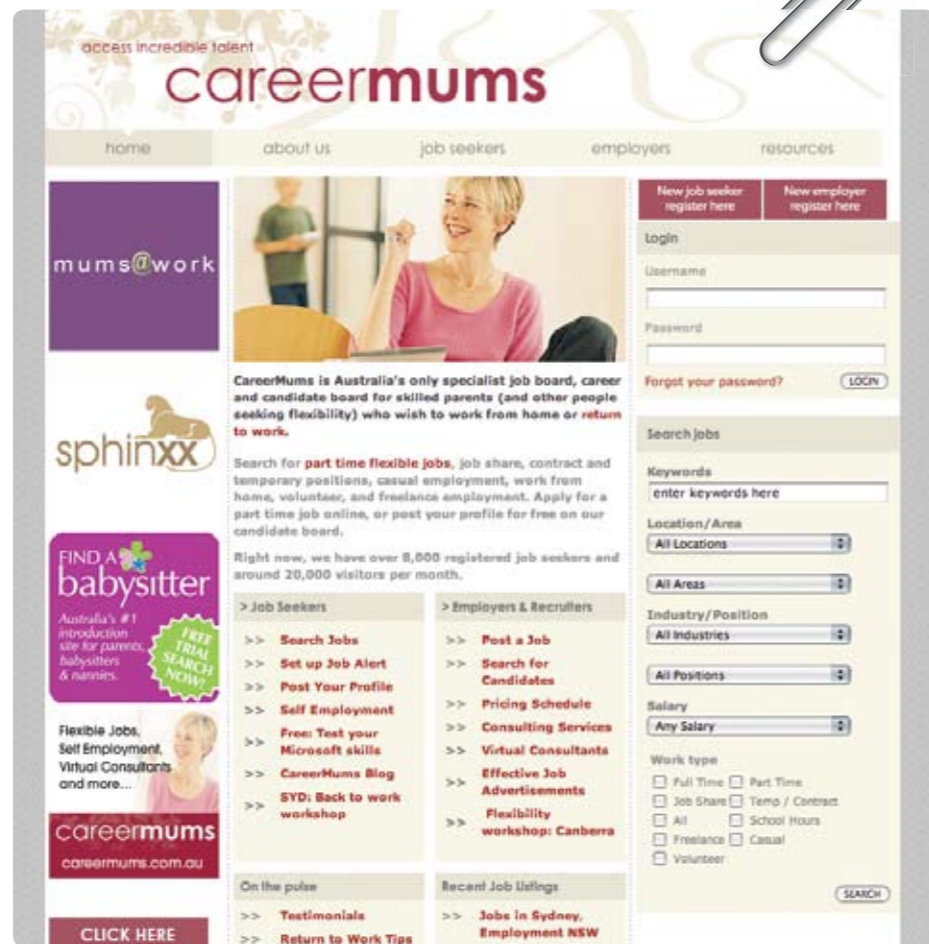 access incredible talent
careermums
home about us job seekers employers resources
mums@work
sphinxx
FIND A
babysitter
Australia's #1
introduction
site for parents,
babysitters
& nannies.
FREE
TRIAL
SEARCH
NOW!
Flexible Jobs,
Self Employment,
Virtual Consultants
and more...
careermums
careermums.com.au
CLICK HERE
CareerMums is Australia's only specialist job board, career
and candidate board for skilled parents (and other people
seeking flexibility) who wish to work from home or return
to work.
Search for part time flexible jobs, job share, contract and
temporary positions, casual employment, work from
home, volunteer, and freelance employment. Apply for a
part time job online, or post your profile for free on our
candidate board.
Right now, we have over 8,000 registered job seekers and
around 20,000 visitors per month.
> Job Seekers
>> Search Jobs
>> Set up Job Alert
>> Post Your Profile
>> Self Employment
>> Free: Test your
Microsoft skills
>> CareerMums Blog
>> SYD: Back to work
workshop
> Employers & Recruiters
>> Post a Job
>> Search for
Candidates
>> Pricing Schedule
>> Consulting Services
>> Virtual Consultants
>> Effective Job
Advertisements
>> Flexibility
workshop: Canberra
On the pulse
>> Testimonials
>> Return to Work Tips
Recent Job Listings
>> Jobs in Sydney,
Employment NSW
New job seeker
register here
New employer
register here
Login
Username
Password
Forgot your password? LOGIN
Search jobs
Keywords
enter keywords here
Location/Area
All Locations
All Areas
Industry/Position
All Industries
All Positions
Salary
Any Salary
Work type
Full Time Part Time
Job Share Temp / Contract
All School Hours
Freelance Casual
Volunteer
SEARCH